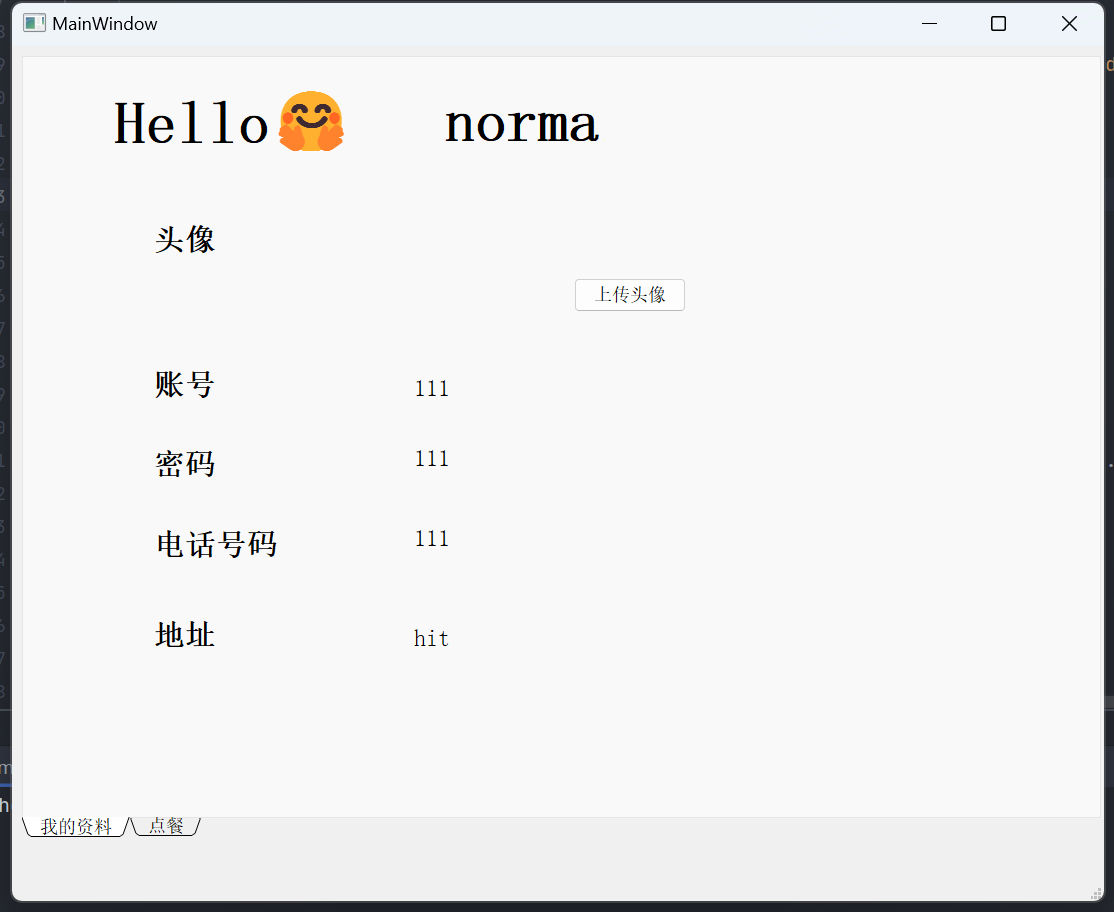 MainWindow
Hello🤗 norma
头像
上传头像
账号 111
密码 111
电话号码 111
地址 hit
我的资料 点餐